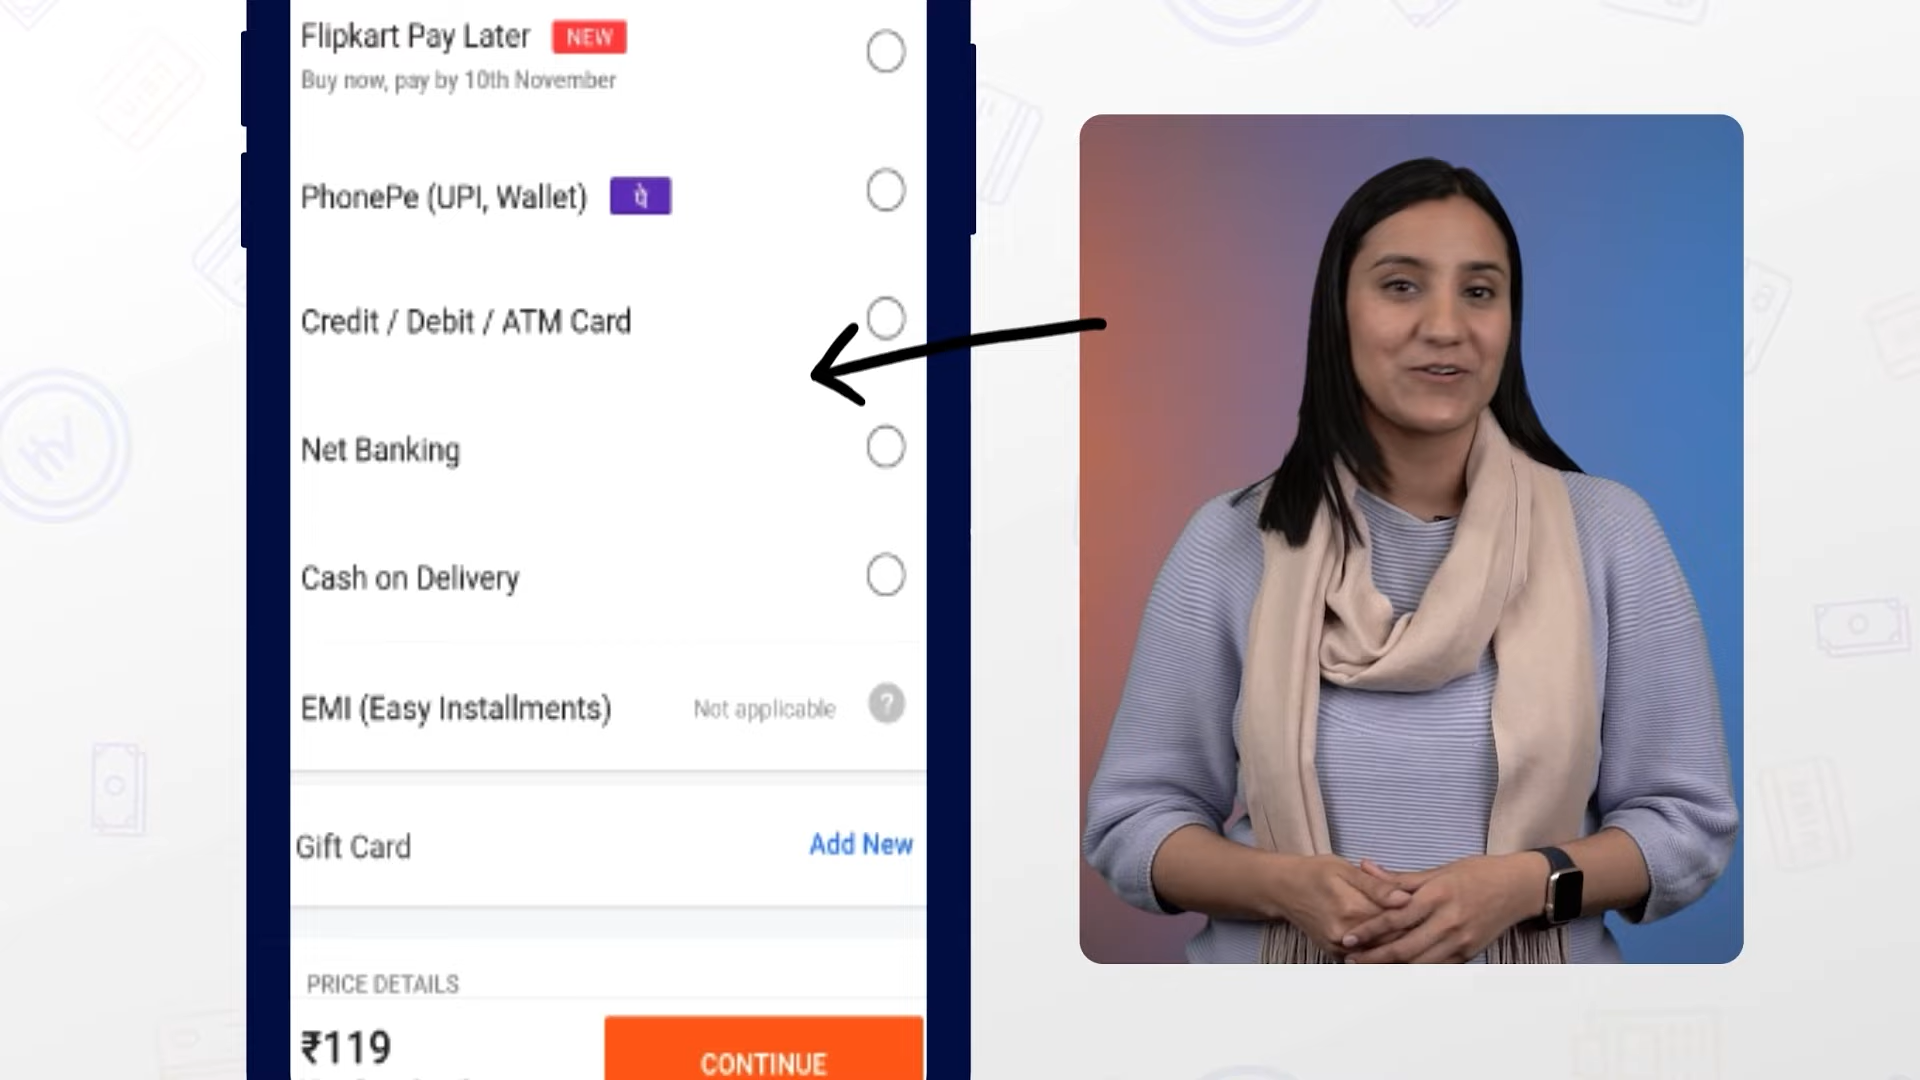 Flipkart Pay Later NEW
Buy now, pay by 10th November
PhonePe (UPI, Wallet) पे
Credit / Debit / ATM Card
Net Banking
Cash on Delivery
EMI (Easy Installments) Not applicable ?
Gift Card Add New
PRICE DETAILS
₹119
CONTINUE